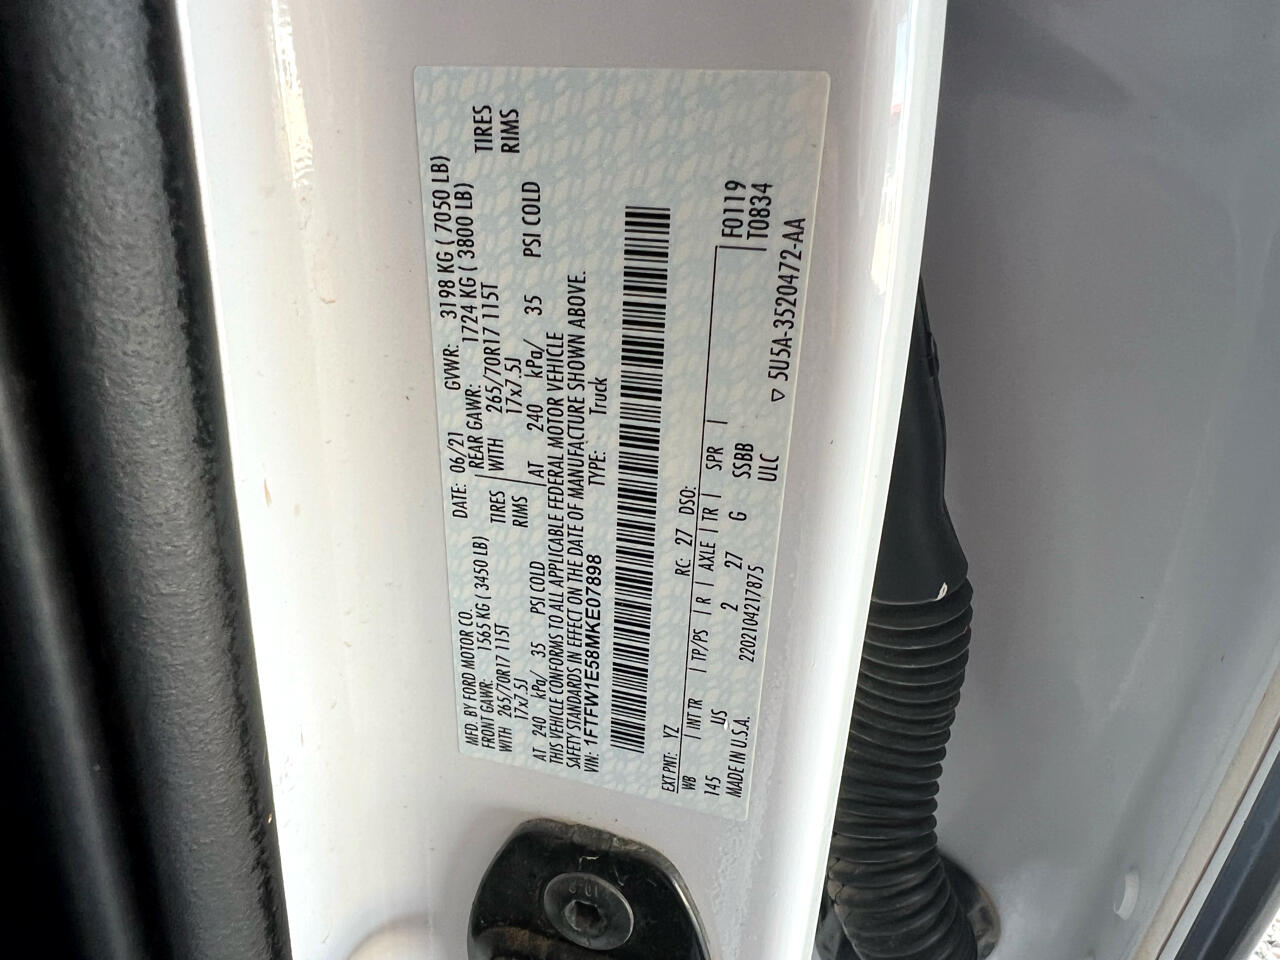 MFD. BY FORD MOTOR CO.
DATE: 06/21 GVWR: 3198 KG ( 7050 LB)
FRONT GAWR: 1565 KG ( 3450 LB) REAR GAWR: 1724 KG ( 3800 LB)
WITH 265/70R17 115T TIRES WITH 265/70R17 115T TIRES
17x7.5J RIMS 17x7.5J RIMS
AT 240 kPa/ 35 PSI COLD AT 240 kPa/ 35 PSI COLD
THIS VEHICLE CONFORMS TO ALL APPLICABLE FEDERAL MOTOR VEHICLE
SAFETY STANDARDS IN EFFECT ON THE DATE OF MANUFACTURE SHOWN ABOVE.
VIN: 1FTFW1E58MKE07898 TYPE: Truck
EXT PNT: YZ RC: 27 DSO:
WB INT TR TP/PS R AXLE TR SPR F0119
145 US 2 27 G SSBB T0834
MADE IN U.S.A. 220210421787S ULC 5U5A-3520472-AA